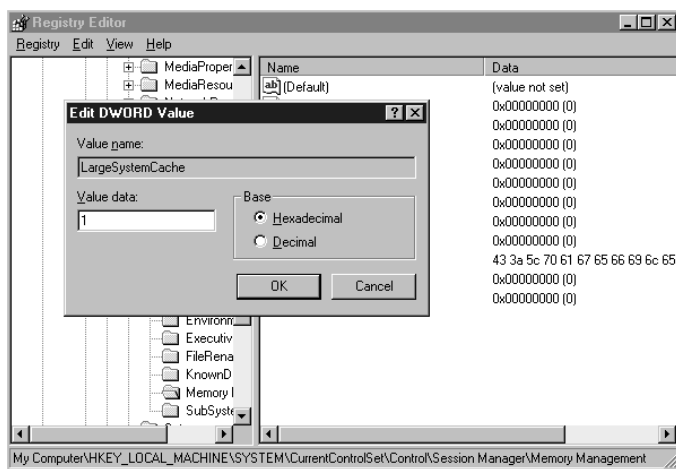 Registry Editor
Registry Edit View Help
MediaProper
MediaResou
Name Data
(Default) (value not set)
0x00000000 (0)
0x00000000 (0)
0x00000000 (0)
0x00000000 (0)
0x00000000 (0)
0x00000000 (0)
0x00000000 (0)
0x00000000 (0)
43 3a 5c 70 61 67 65 66 69 6c 65
0x00000000 (0)
0x00000000 (0)
Edit DWORD Value
Value name:
LargeSystemCache
Value data:
1
Base
Hexadecimal
Decimal
OK Cancel
Environm
Executiv
FileRena
KnownD
Memory
SubSyste
My Computer\HKEY_LOCAL_MACHINE\SYSTEM\CurrentControlSet\Control\Session Manager\Memory Management